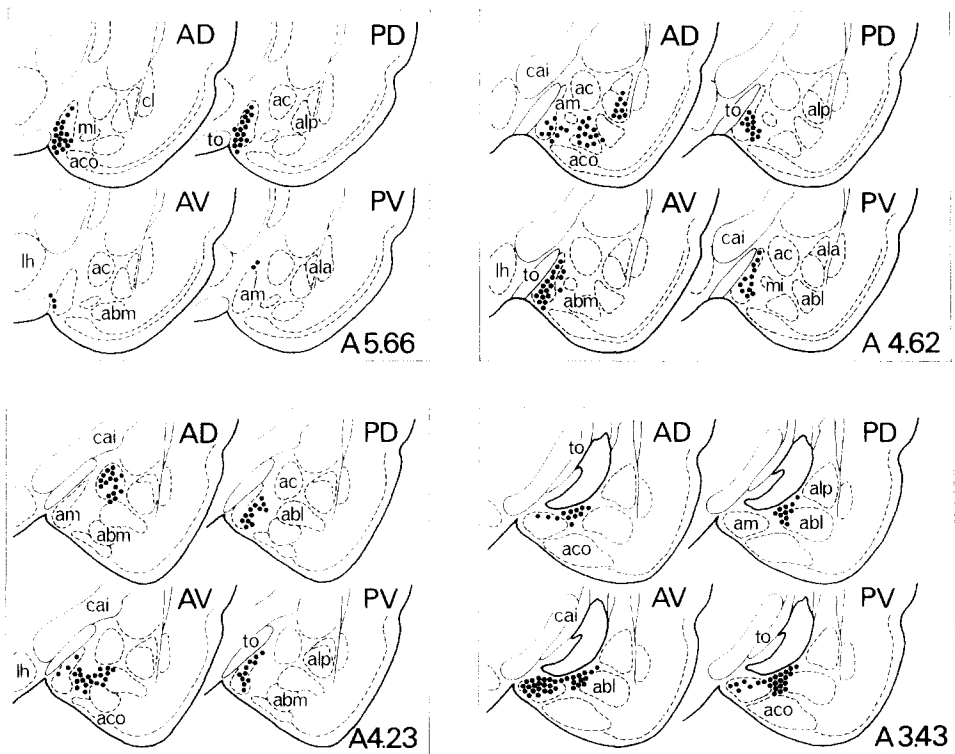 AD
cl
mi
aco
PD
ac
alp
to
AV
lh
ac
abm
PV
ala
am
A 5.66
AD
cai
ac
am
aco
PD
to
alp
AV
lh
to
abm
PV
cai
ac
ala
mi
abl
A 4.62
AD
cai
am
abm
PD
ac
abl
AV
cai
lh
aco
PV
to
alp
abm
A4.23
AD
to
aco
PD
alp
am
abl
AV
cai
abl
PV
to
aco
A 3.43